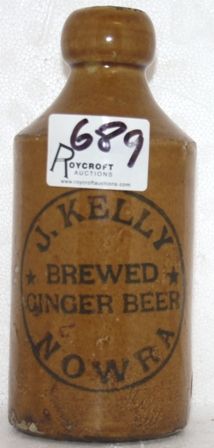 689
ROYCROFT
AUCTIONS
www.roycroftauctions.com
J. KELLY
★ BREWED ★
GINGER BEER
NOWRA